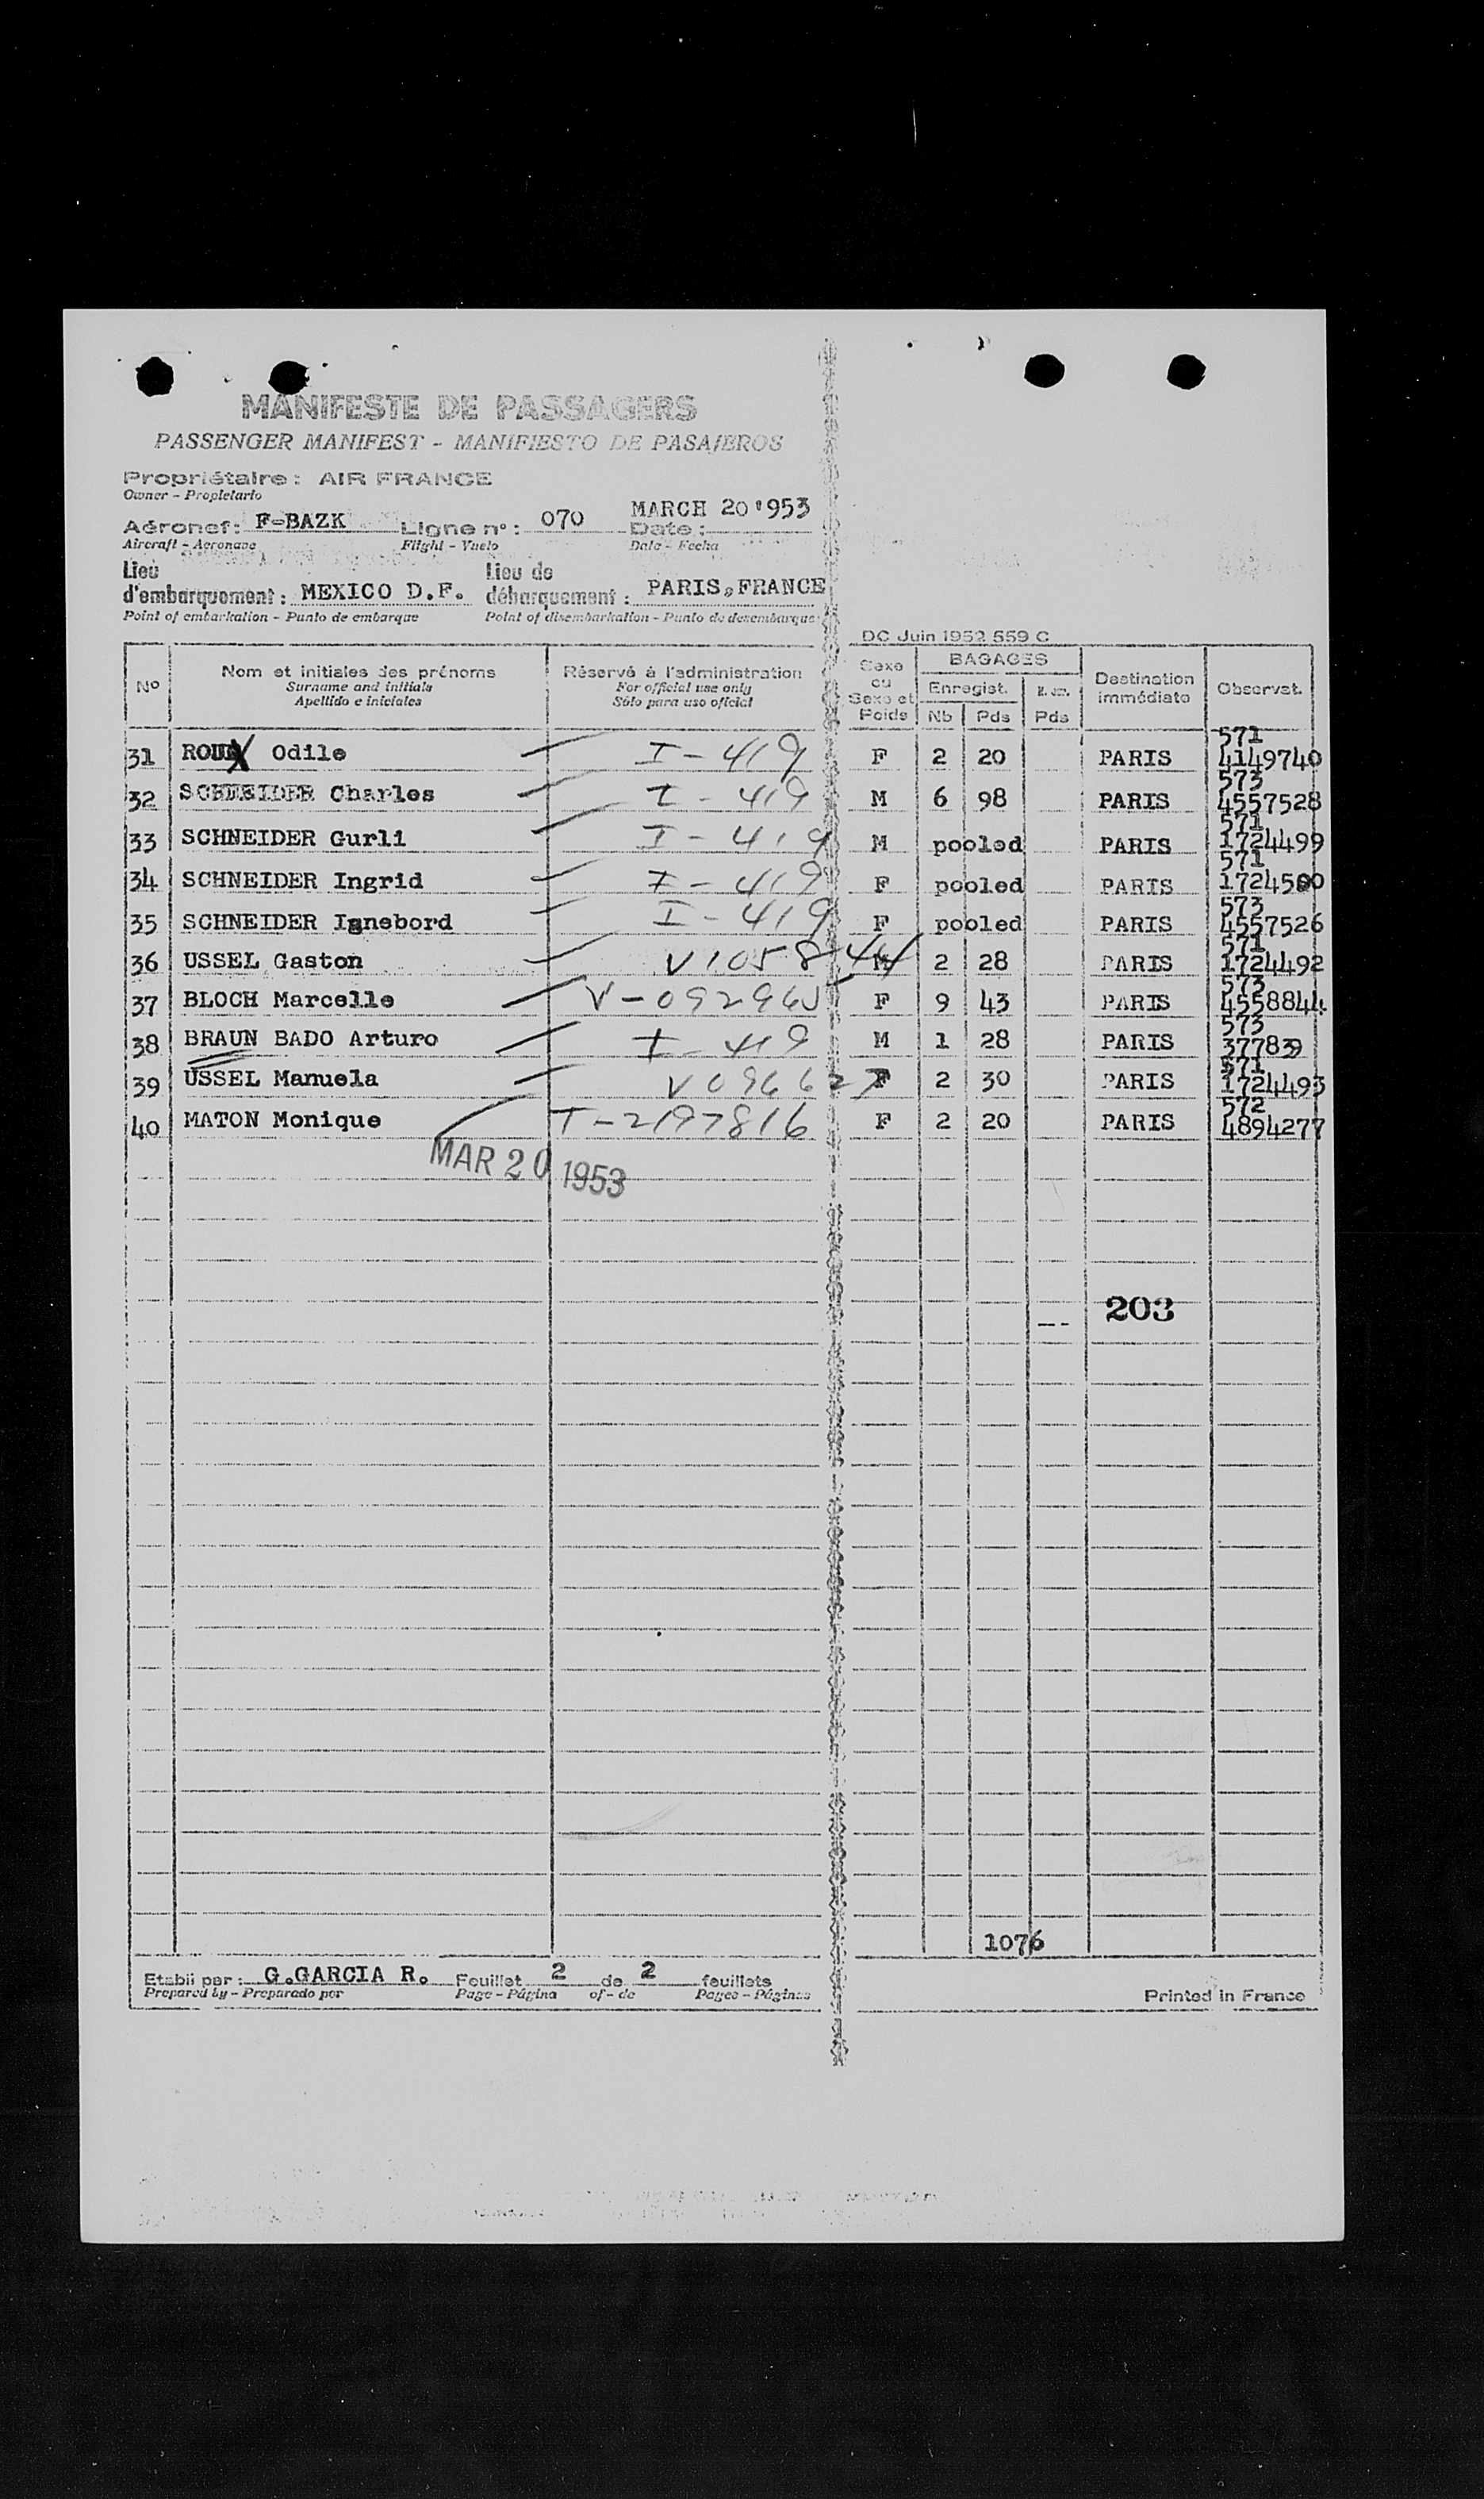 MANIFESTE DE PASSAGERS
PASSENGER MANIFEST - MANIFIESTO DE PASAJEROS
Propriétaire : AIR FRANCE
Owner - Propietario
Aéronef : F-BAZK Ligne n° : 070 Date : MARCH 20 1953
Aircraft - Aeronave Flight - Vuelo Date - Fecha
Lieu d'embarquement : MEXICO D.F. Lieu de débarquement : PARIS, FRANCE
Point of embarkation - Punto de embarque Point of disembarkation - Punto de desembarque
DC Juin 1952 559 C
N° Nom et initiales des prénoms Réservé à l'administration Sexe ou Sexe et Poids BAGAGES Destination immédiate Observat.
Surname and initials For official use only Enregist.
Apellido e iniciales Sólo para uso oficial Nb Pds Pds
31 ROUX Odile I-419 F 2 20 PARIS 571 4149740
32 SCHNEIDER Charles I-419 M 6 98 PARIS 573 4557528
33 SCHNEIDER Gurli I-419 M pooled PARIS 571 1724499
34 SCHNEIDER Ingrid I-419 F pooled PARIS 571 1724500
35 SCHNEIDER Ignebord I-419 F pooled PARIS 573 4557526
36 USSEL Gaston V105844 M 2 28 PARIS 571 1724492
37 BLOCH Marcelle F 9 43 PARIS 573 4558844
38 BRAUN BADO Arturo I-419 M 1 28 PARIS 573 377839
39 USSEL Manuela V096627 F 2 30 PARIS 571 1724493
40 MATON Monique T-2197816 F 2 20 PARIS 572 4894277
MAR 20 1953
203
1076
Etabli par : G.GARCIA R. Feuillet 2 de 2 feuillets
Prepared by - Preparado por Page - Página of - de Pages - Páginas
Printed in France